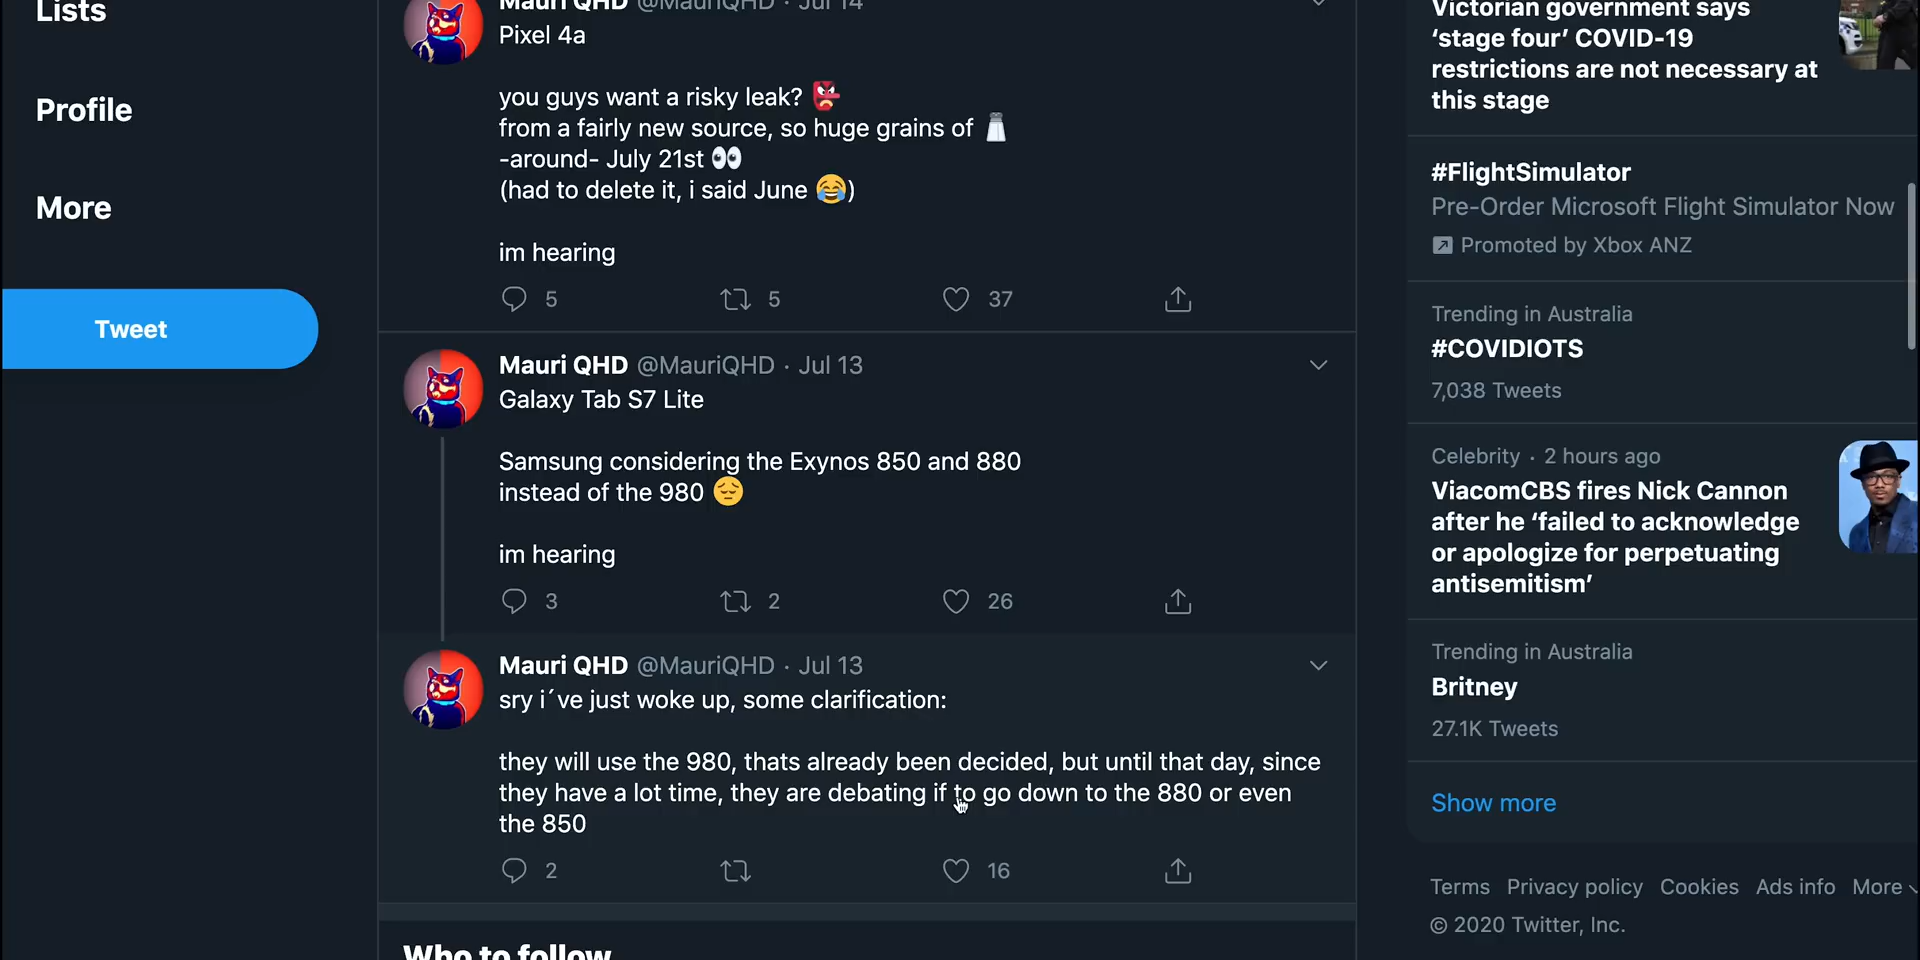 Lists
Profile
More
Tweet
Mauri QHD @MauriQHD · Jul 14
Pixel 4a
you guys want a risky leak? 👺
from a fairly new source, so huge grains of 🧂
-around- July 21st 👀
(had to delete it, i said June 😂)
im hearing
5 5 37
Mauri QHD @MauriQHD · Jul 13
Galaxy Tab S7 Lite
Samsung considering the Exynos 850 and 880
instead of the 980 😔
im hearing
3 2 26
Mauri QHD @MauriQHD · Jul 13
sry i´ve just woke up, some clarification:
they will use the 980, thats already been decided, but until that day, since
they have a lot time, they are debating if to go down to the 880 or even
the 850
2 16
Who to follow
Victorian government says
‘stage four’ COVID-19
restrictions are not necessary at
this stage
#FlightSimulator
Pre-Order Microsoft Flight Simulator Now
Promoted by Xbox ANZ
Trending in Australia
#COVIDIOTS
7,038 Tweets
Celebrity · 2 hours ago
ViacomCBS fires Nick Cannon
after he ‘failed to acknowledge
or apologize for perpetuating
antisemitism’
Trending in Australia
Britney
27.1K Tweets
Show more
Terms Privacy policy Cookies Ads info More
© 2020 Twitter, Inc.